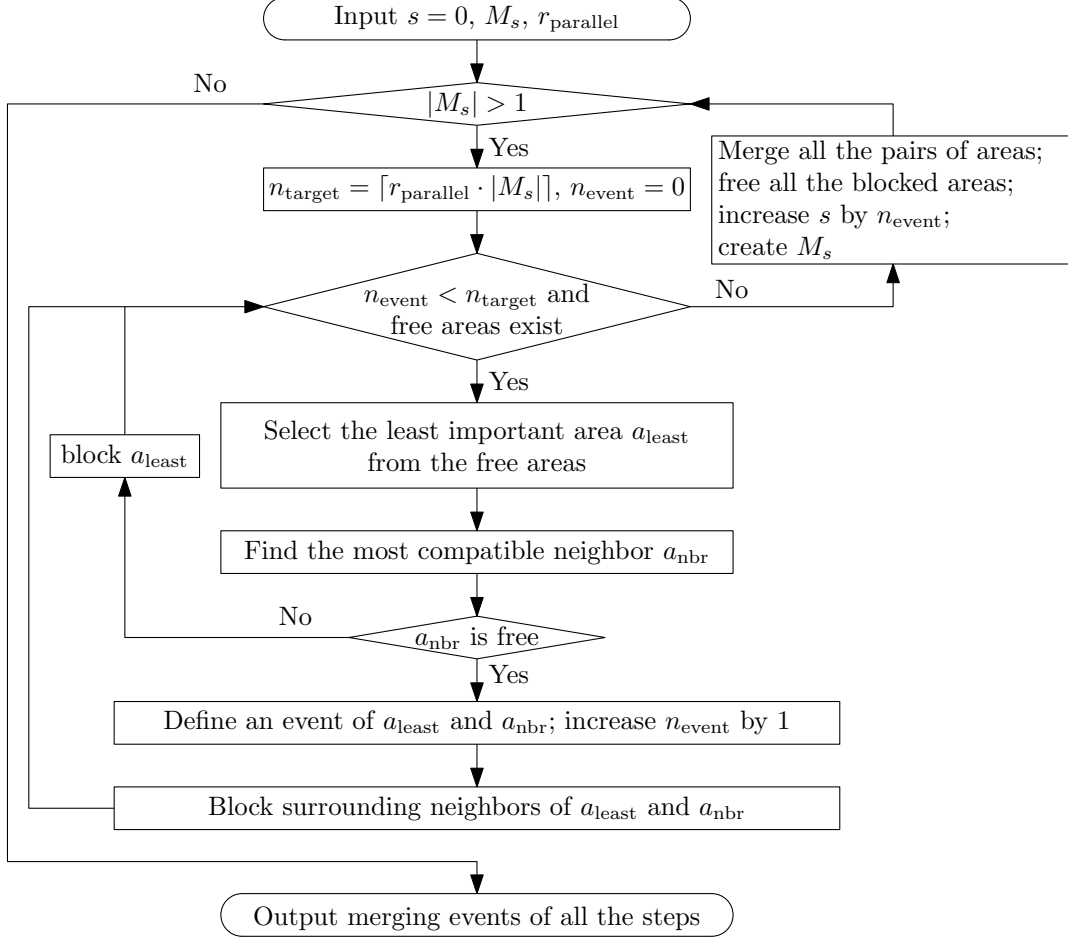 Input s = 0, M_s, r_parallel
No
|M_s| > 1
Yes
n_target = ⌈r_parallel · |M_s|⌉, n_event = 0
Merge all the pairs of areas;
free all the blocked areas;
increase s by n_event;
create M_s
n_event < n_target and
free areas exist
No
Yes
Select the least important area a_least
from the free areas
block a_least
Find the most compatible neighbor a_nbr
No
a_nbr is free
Yes
Define an event of a_least and a_nbr; increase n_event by 1
Block surrounding neighbors of a_least and a_nbr
Output merging events of all the steps